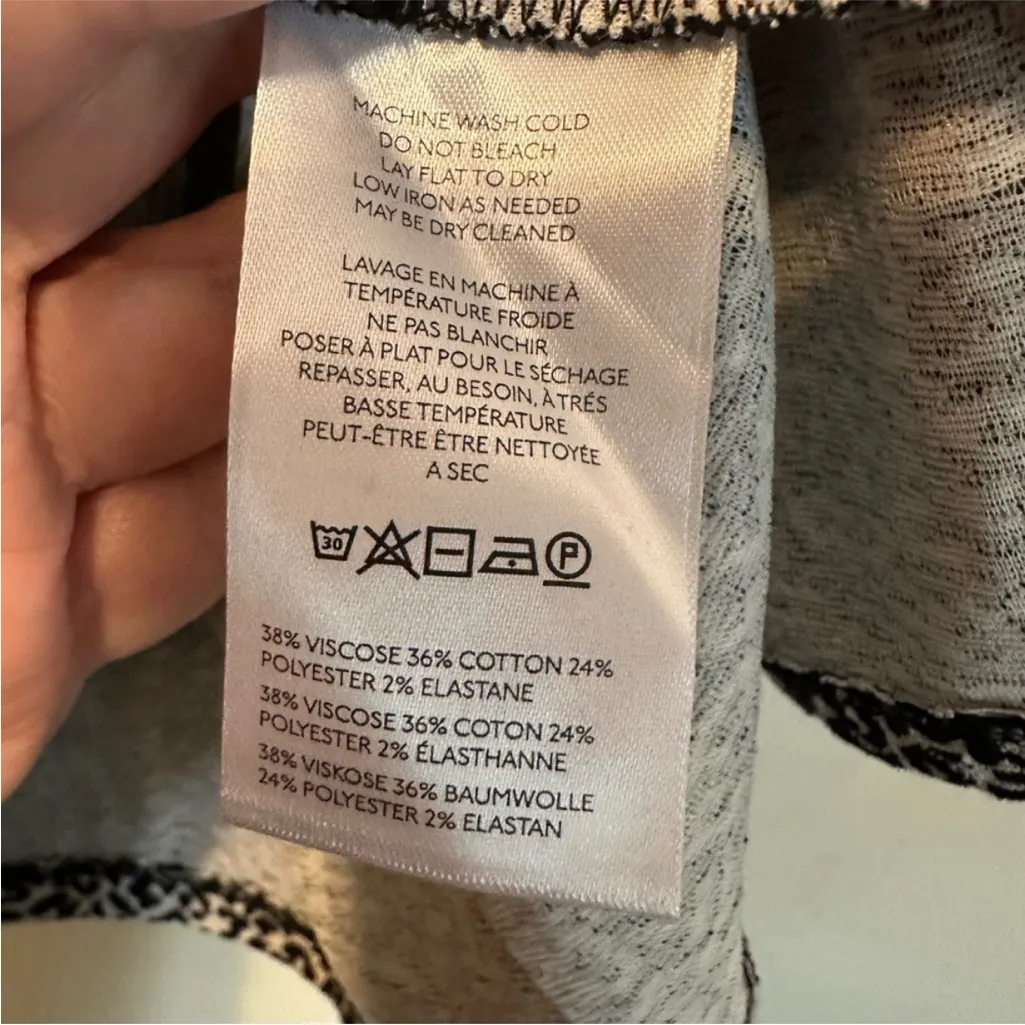 MACHINE WASH COLD
DO NOT BLEACH
LAY FLAT TO DRY
LOW IRON AS NEEDED
MAY BE DRY CLEANED
LAVAGE EN MACHINE À
TEMPÉRATURE FROIDE
NE PAS BLANCHIR
POSER À PLAT POUR LE SÉCHAGE
REPASSER, AU BESOIN, À TRÉS
BASSE TEMPÉRATURE
PEUT-ÊTRE ÊTRE NETTOYÉE
A SEC
30 P
38% VISCOSE 36% COTTON 24%
POLYESTER 2% ELASTANE
38% VISCOSE 36% COTON 24%
POLYESTER 2% ÉLASTHANNE
38% VISKOSE 36% BAUMWOLLE
24% POLYESTER 2% ELASTAN